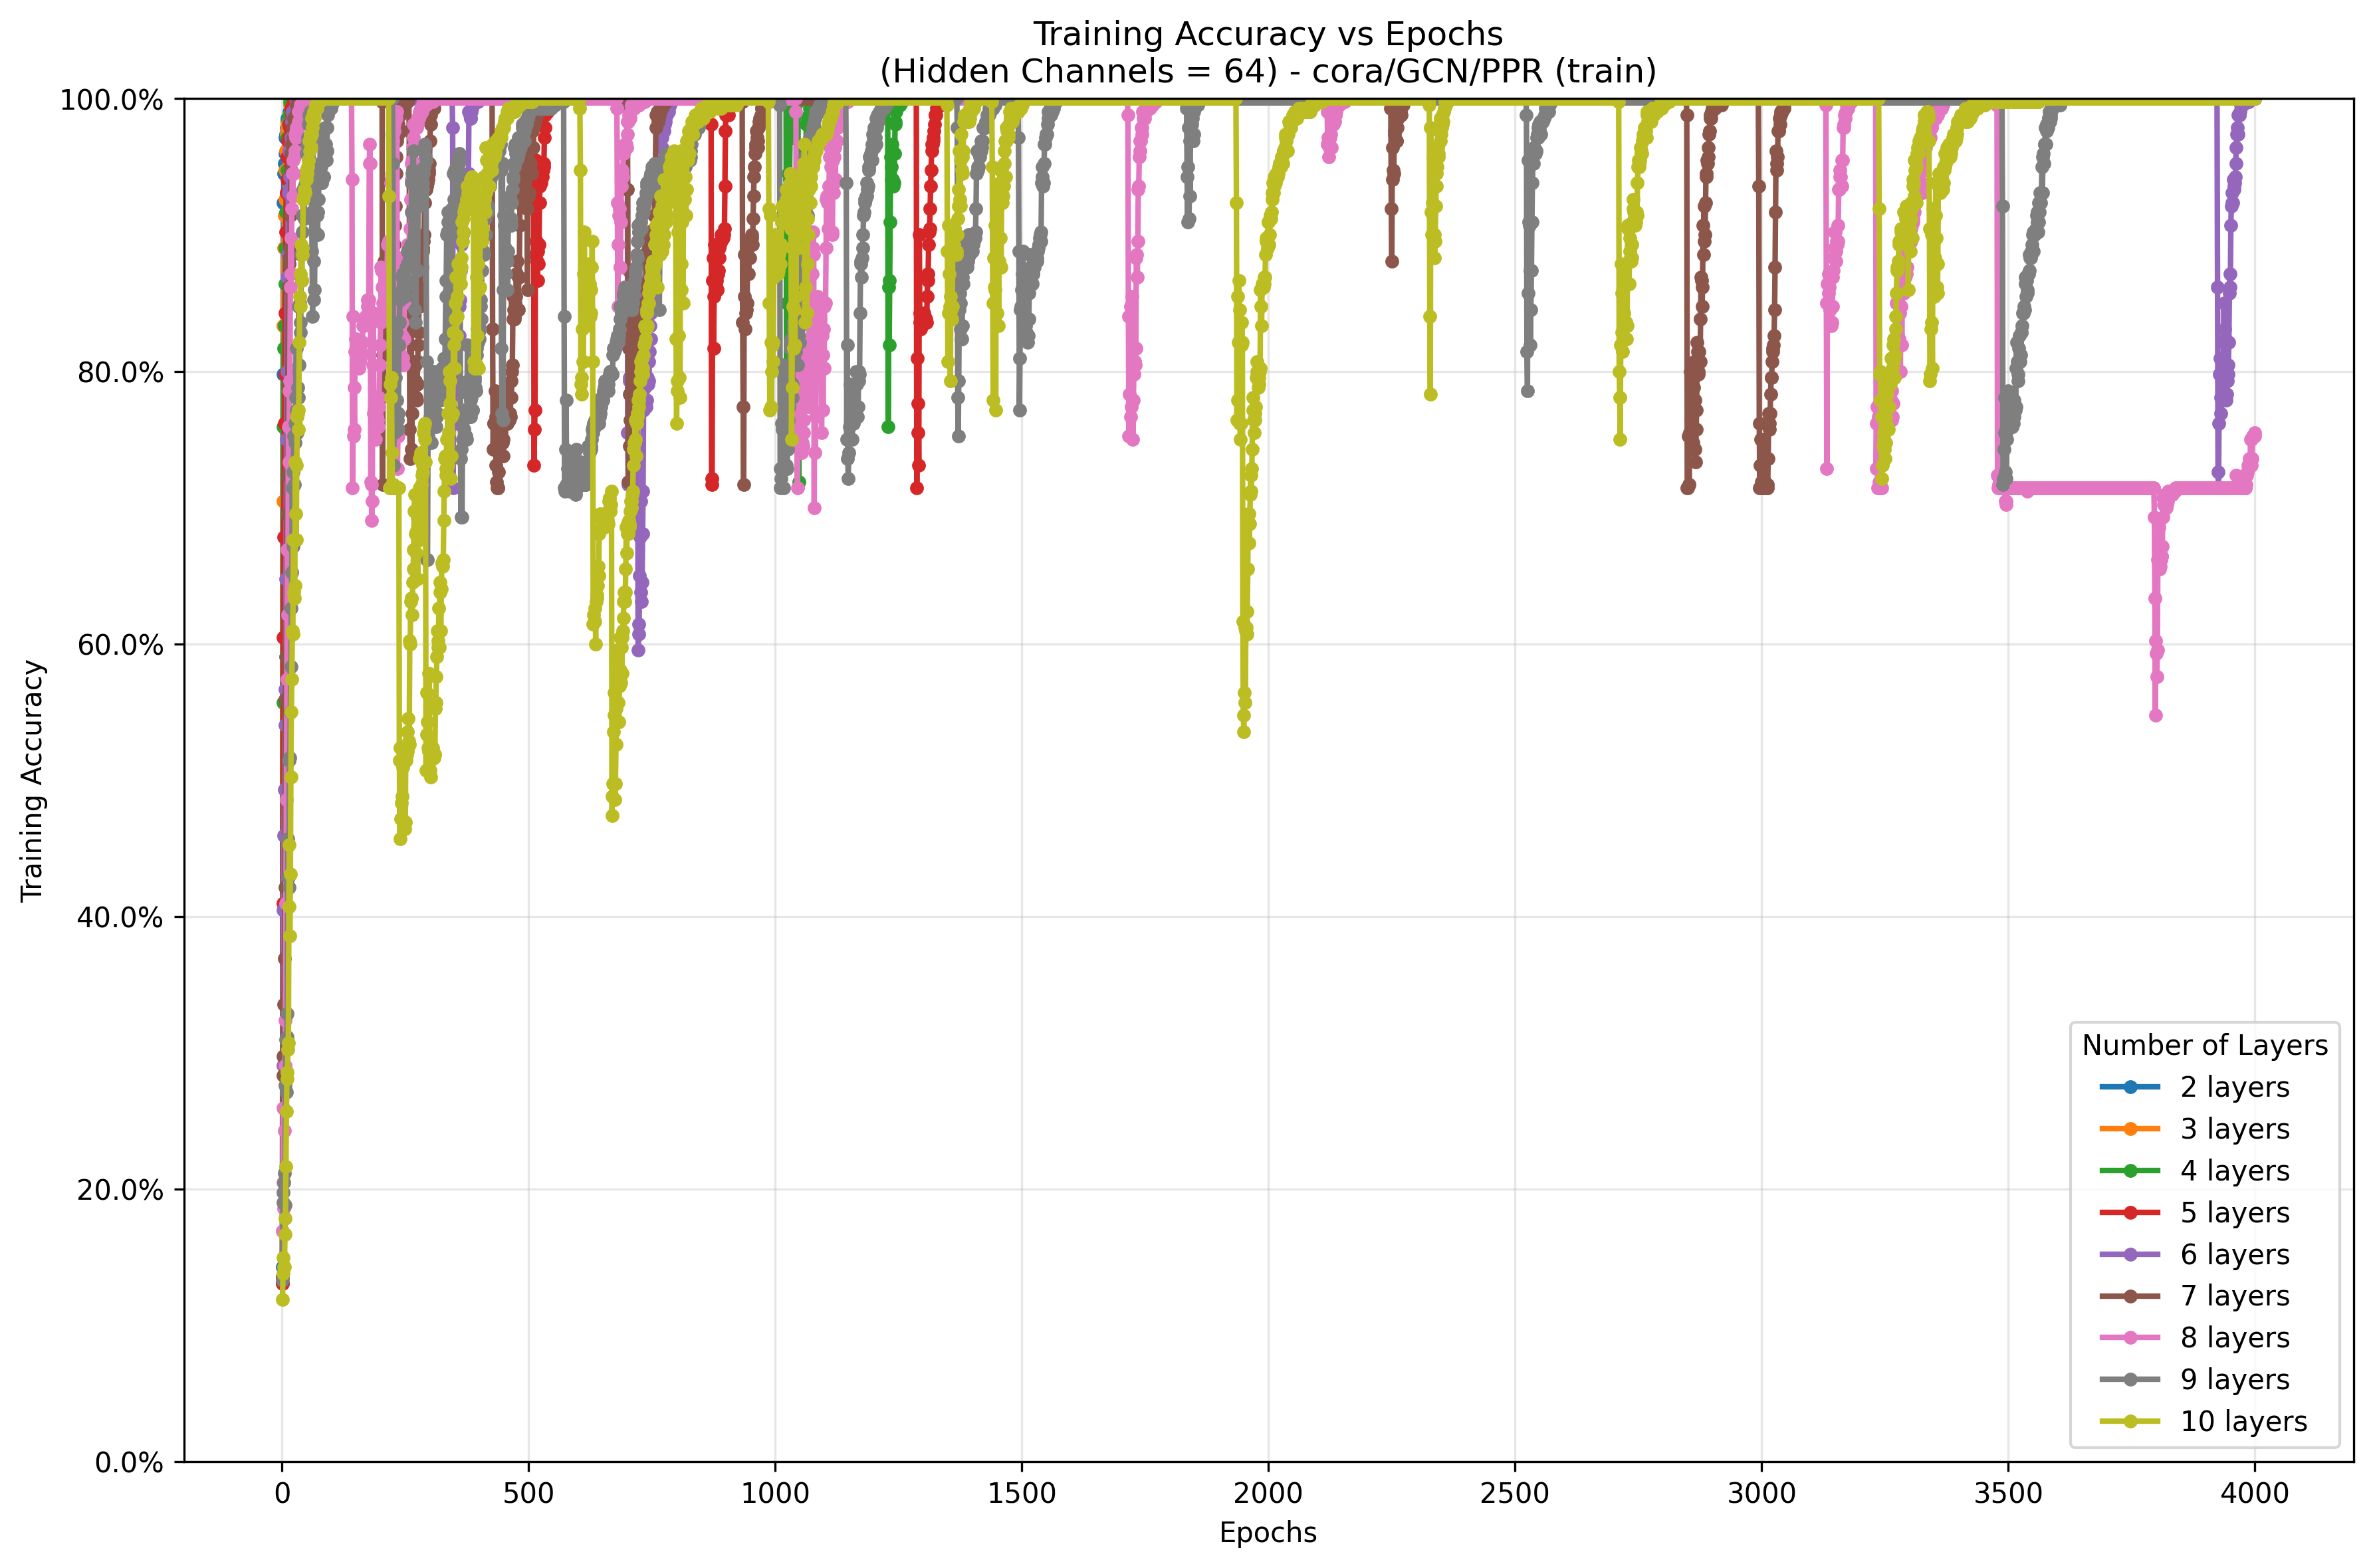 Training Accuracy vs Epochs
(Hidden Channels = 64) - cora/GCN/PPR (train)
100.0%
80.0%
60.0%
40.0%
20.0%
0.0%
Training Accuracy
0 500 1000 1500 2000 2500 3000 3500 4000
Epochs
Number of Layers
2 layers
3 layers
4 layers
5 layers
6 layers
7 layers
8 layers
9 layers
10 layers